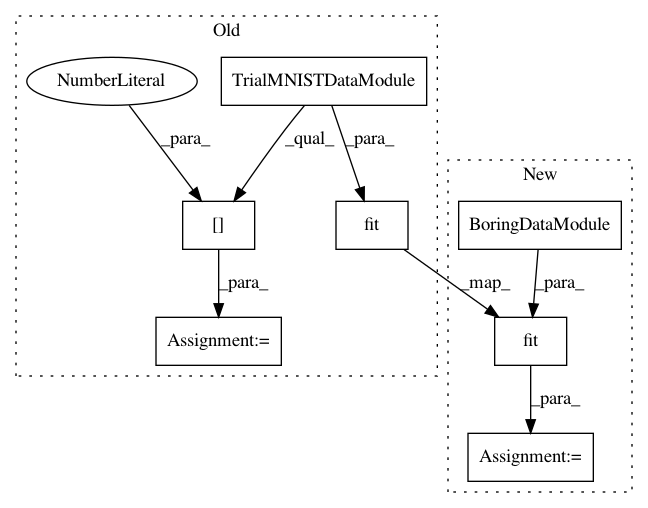 Old
NumberLiteral
TrialMNISTDataModule
_para_
_qual_
_para_
New
[]
fit
BoringDataModule
_para_
_map_
_para_
Assignment:=
fit
_para_
Assignment:=